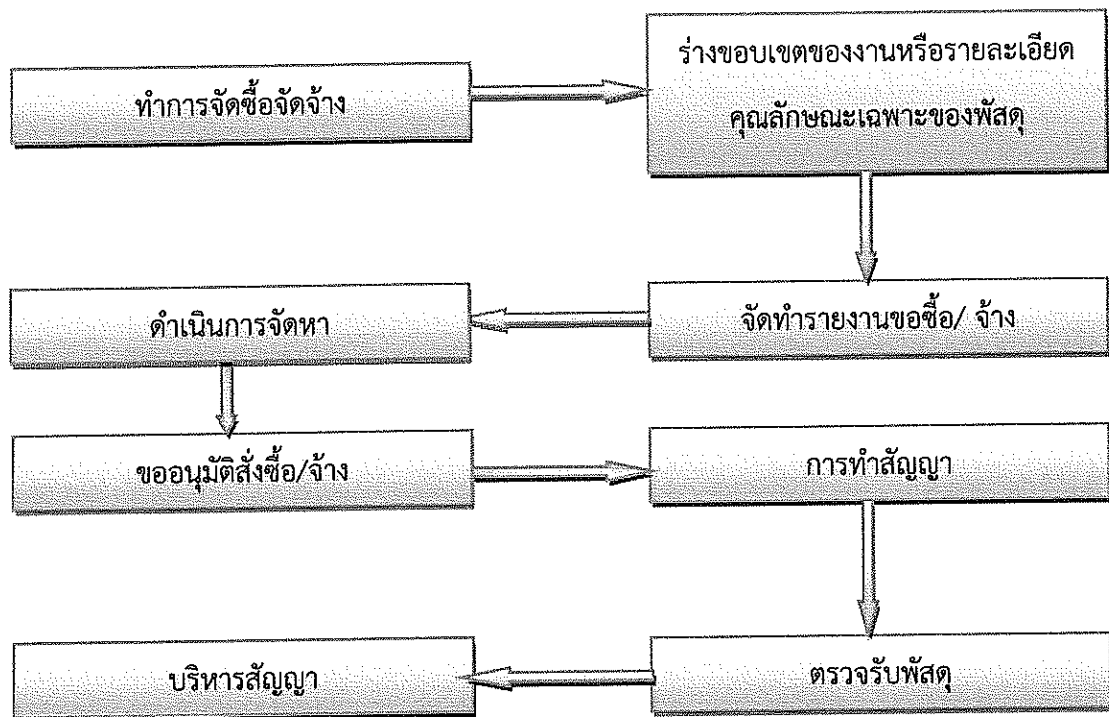 ทำการจัดซื้อจัดจ้าง
ร่างขอบเขตของงานหรือรายละเอียด
คุณลักษณะเฉพาะของพัสดุ
จัดทำรายงานขอซื้อ/ จ้าง
ดำเนินการจัดหา
ขออนุมัติสั่งซื้อ/จ้าง
การทำสัญญา
ตรวจรับพัสดุ
บริหารสัญญา